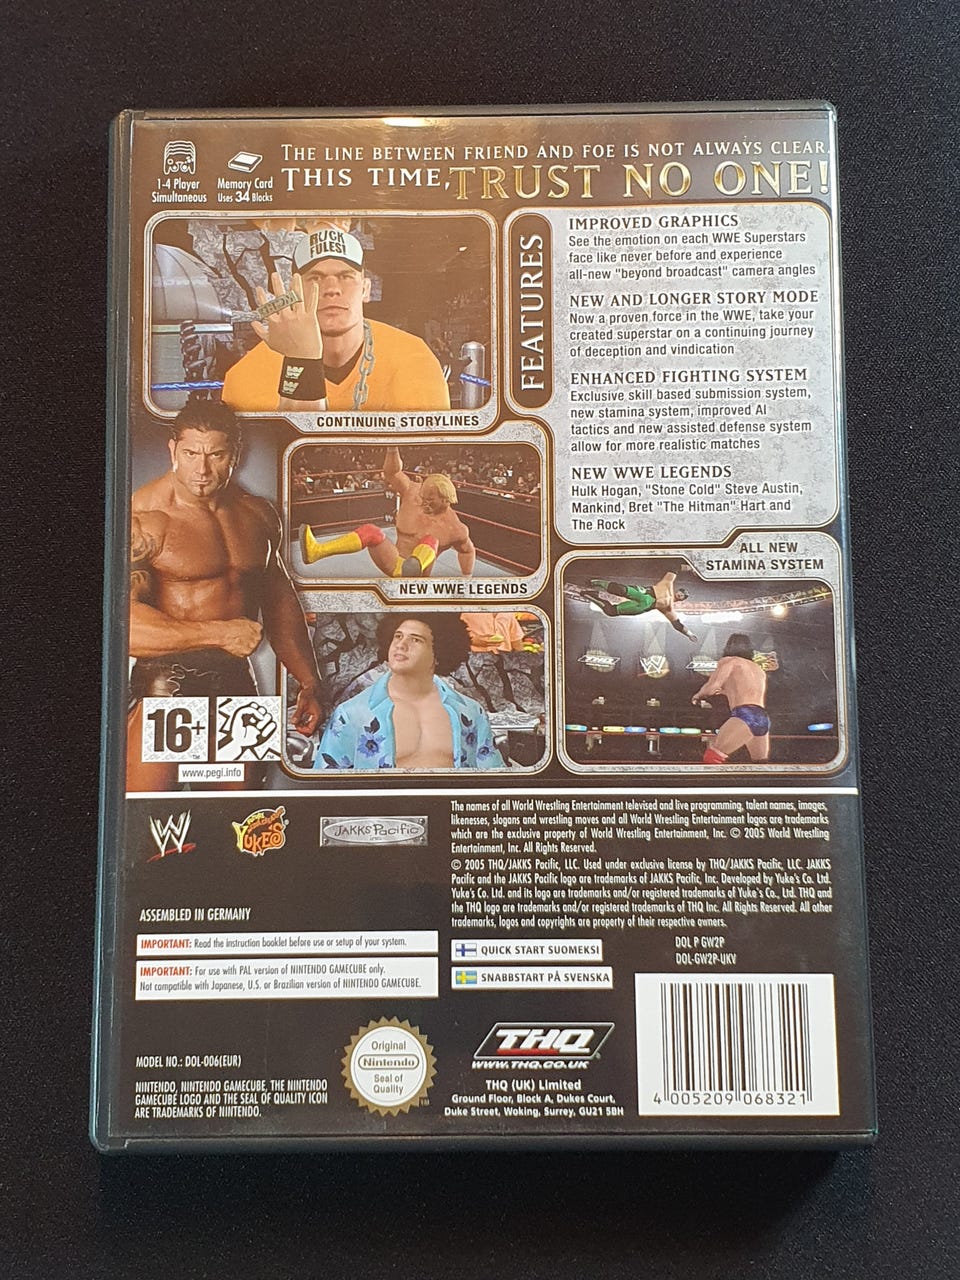 THE LINE BETWEEN FRIEND AND FOE IS NOT ALWAYS CLEAR.
THIS TIME, TRUST NO ONE!
1-4 Player
Simultaneous
Memory Card
Uses 34 Blocks
RUCK
FULES!
CONTINUING STORYLINES
FEATURES
IMPROVED GRAPHICS
See the emotion on each WWE Superstars
face like never before and experience
all-new "beyond broadcast" camera angles
NEW AND LONGER STORY MODE
Now a proven force in the WWE, take your
created superstar on a continuing journey
of deception and vindication
ENHANCED FIGHTING SYSTEM
Exclusive skill based submission system,
new stamina system, improved AI
tactics and new assisted defense system
allow for more realistic matches
NEW WWE LEGENDS
Hulk Hogan, "Stone Cold" Steve Austin,
Mankind, Bret "The Hitman" Hart and
The Rock
NEW WWE LEGENDS
ALL NEW
STAMINA SYSTEM
THQ
W
THQ
16+
TM
TM
www.pegi.info
W
YUKE'S
JAKKS Pacific
INC.
The names of all World Wrestling Entertainment televised and live programming, talent names, images,
likenesses, slogans and wrestling moves and all World Wrestling Entertainment logos are trademarks
which are the exclusive property of World Wrestling Entertainment, Inc. © 2005 World Wrestling
Entertainment, Inc. All Rights Reserved.
© 2005 THQ/JAKKS Pacific, LLC. Used under exclusive license by THQ/JAKKS Pacific, LLC. JAKKS
Pacific and the JAKKS Pacific logo are trademarks of JAKKS Pacific, Inc. Developed by Yuke's Co. Ltd.
Yuke's Co. Ltd. and its logo are trademarks and/or registered trademarks of Yuke's Co., Ltd. THQ and
the THQ logo are trademarks and/or registered trademarks of THQ Inc. All Rights Reserved. All other
trademarks, logos and copyrights are property of their respective owners.
ASSEMBLED IN GERMANY
IMPORTANT: Read the instruction booklet before use or setup of your system.
IMPORTANT: For use with PAL version of NINTENDO GAMECUBE only.
Not compatible with Japanese, U.S. or Brazilian version of NINTENDO GAMECUBE.
QUICK START SUOMEKSI
SNABBSTART PÅ SVENSKA
DOL P GW2P
DOL-GW2P-UKV
MODEL NO.: DOL-006(EUR)
NINTENDO, NINTENDO GAMECUBE, THE NINTENDO
GAMECUBE LOGO AND THE SEAL OF QUALITY ICON
ARE TRADEMARKS OF NINTENDO.
Original
Nintendo
Seal of
Quality
TM
THQ
WWW.THQ.CO.UK
THQ (UK) Limited
Ground Floor, Block A, Dukes Court,
Duke Street, Woking, Surrey, GU21 5BH
4 005209 068321